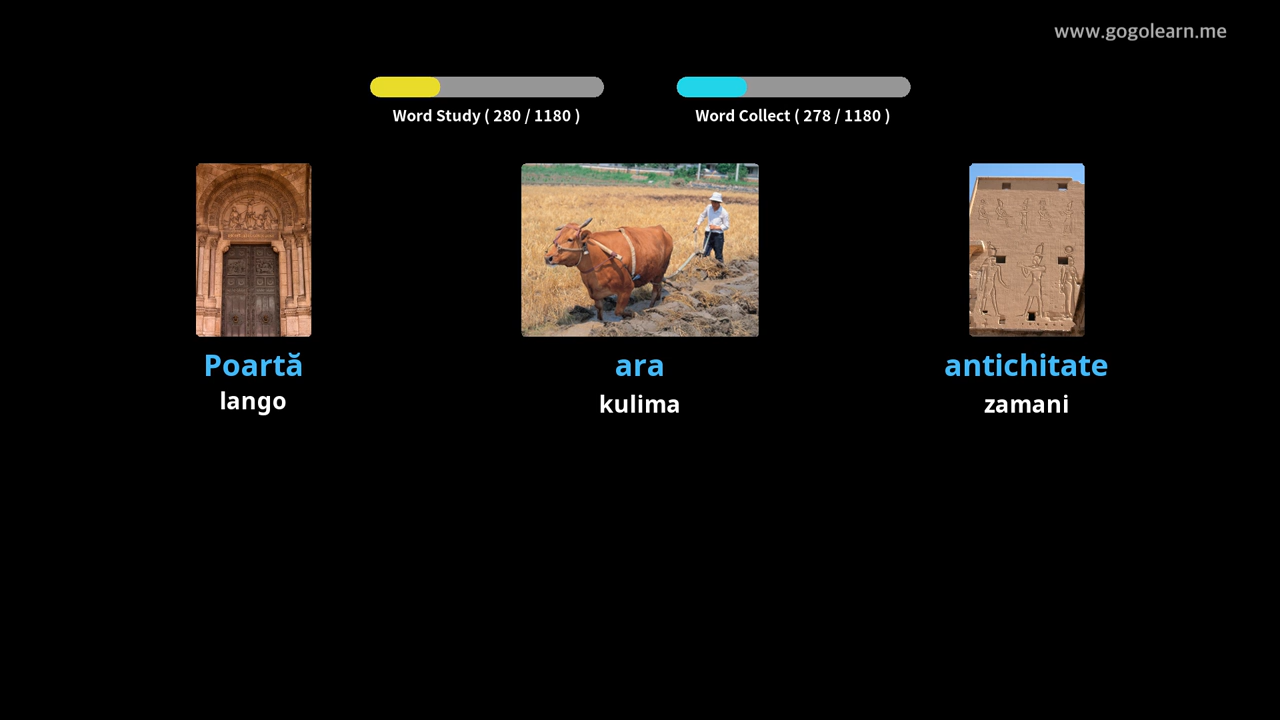 www.gogolearn.me
Word Study ( 280 / 1180 )
Word Collect ( 278 / 1180 )
Poartă
ara
antichitate
lango
kulima
zamani